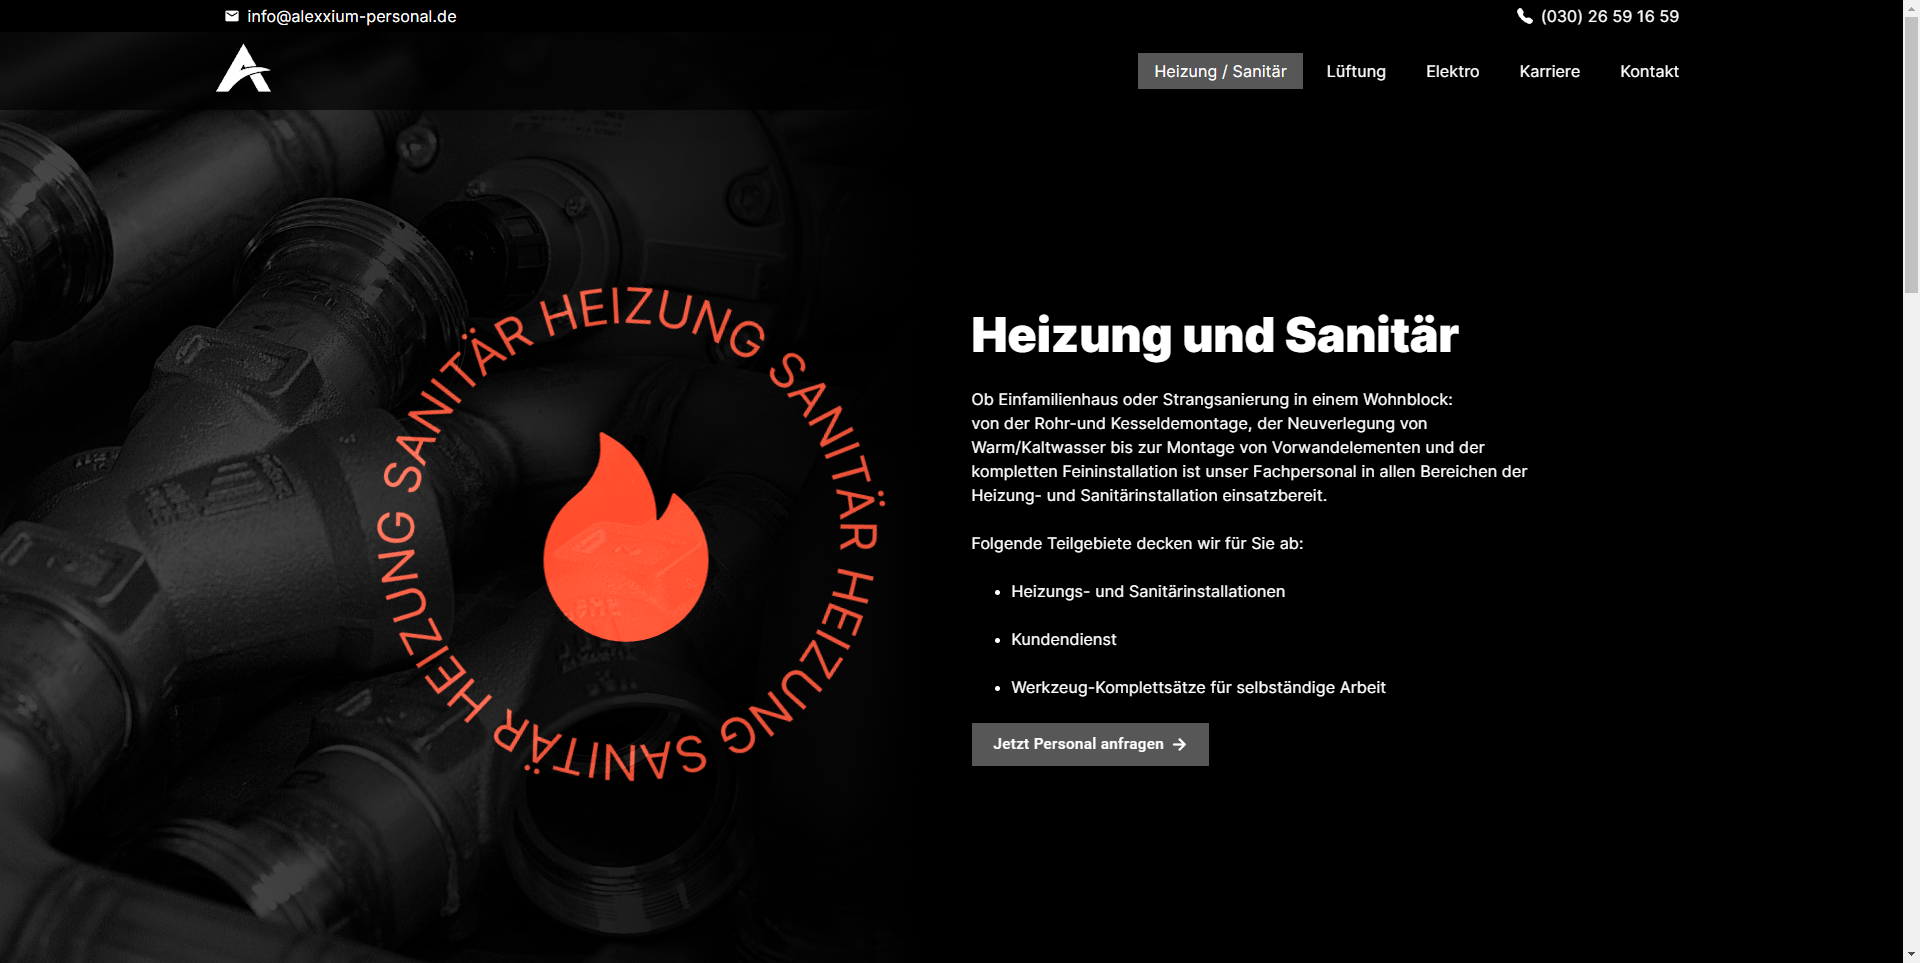 info@alexxium-personal.de
(030) 26 59 16 59
Heizung / Sanitär
Lüftung
Elektro
Karriere
Kontakt
HEIZUNG SANITÄR HEIZUNG SANITÄR HEIZUNG SANITÄR
Heizung und Sanitär
Ob Einfamilienhaus oder Strangsanierung in einem Wohnblock:
von der Rohr-und Kesseldemontage, der Neuverlegung von
Warm/Kaltwasser bis zur Montage von Vorwandelementen und der
kompletten Feininstallation ist unser Fachpersonal in allen Bereichen der
Heizung- und Sanitärinstallation einsatzbereit.
Folgende Teilgebiete decken wir für Sie ab:
Heizungs- und Sanitärinstallationen
Kundendienst
Werkzeug-Komplettsätze für selbständige Arbeit
Jetzt Personal anfragen